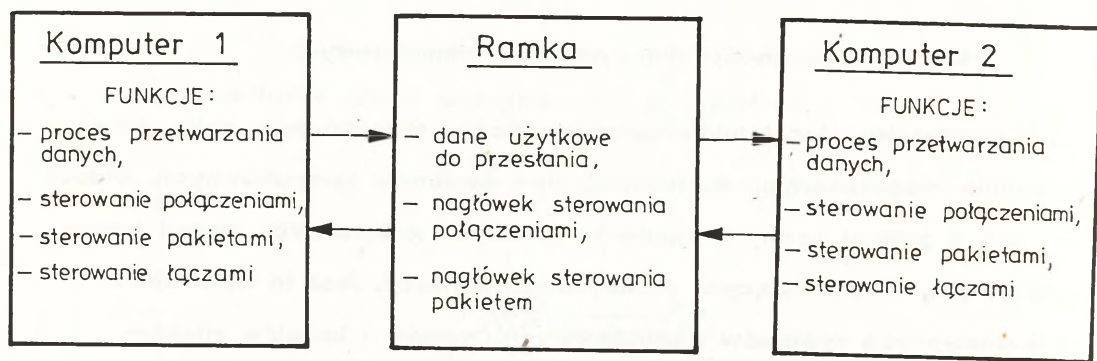 Komputer 1
FUNKCJE:
– proces przetwarzania
danych,
– sterowanie połączeniami,
– sterowanie pakietami,
– sterowanie łączami
Ramka
– dane użytkowe
do przesłania,
– nagłówek sterowania
połączeniami,
– nagłówek sterowania
pakietem
Komputer 2
FUNKCJE:
– proces przetwarzania
danych,
– sterowanie połączeniami,
– sterowanie pakietami,
– sterowanie łączami